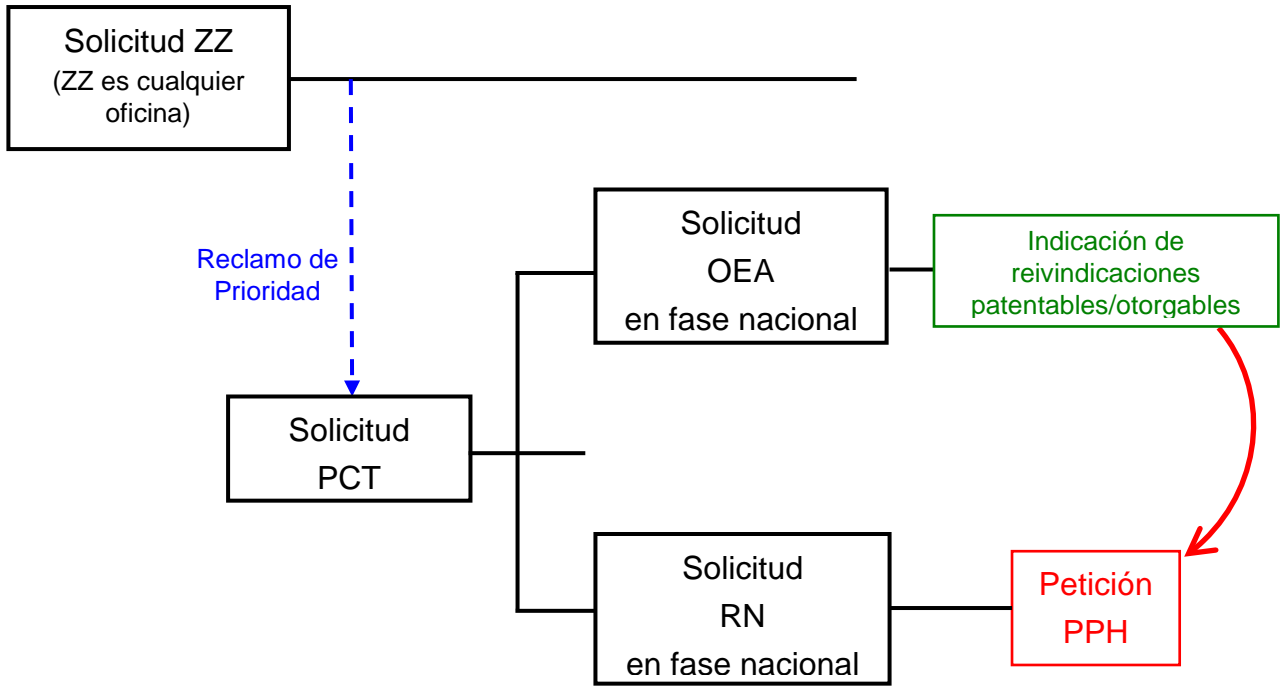 Solicitud ZZ
(ZZ es cualquier
oficina)
Reclamo de
Prioridad
Solicitud
PCT
Solicitud
OEA
en fase nacional
Indicación de
reivindicaciones
patentables/otorgables
Solicitud
RN
en fase nacional
Petición
PPH